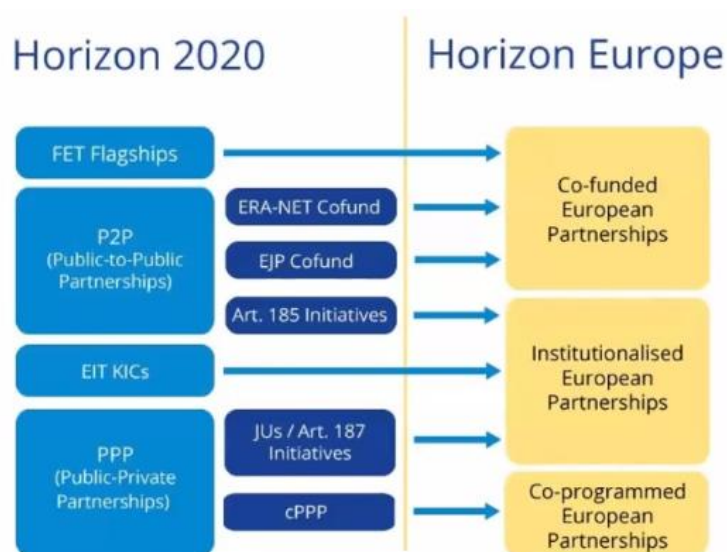 Horizon 2020
Horizon Europe
FET Flagships
P2P
(Public-to-Public
Partnerships)
ERA-NET Cofund
EJP Cofund
Art. 185 Initiatives
Co-funded
European
Partnerships
EIT KICs
Institutionalised
European
Partnerships
PPP
(Public-Private
Partnerships)
JUs / Art. 187
Initiatives
cPPP
Co-programmed
European
Partnerships